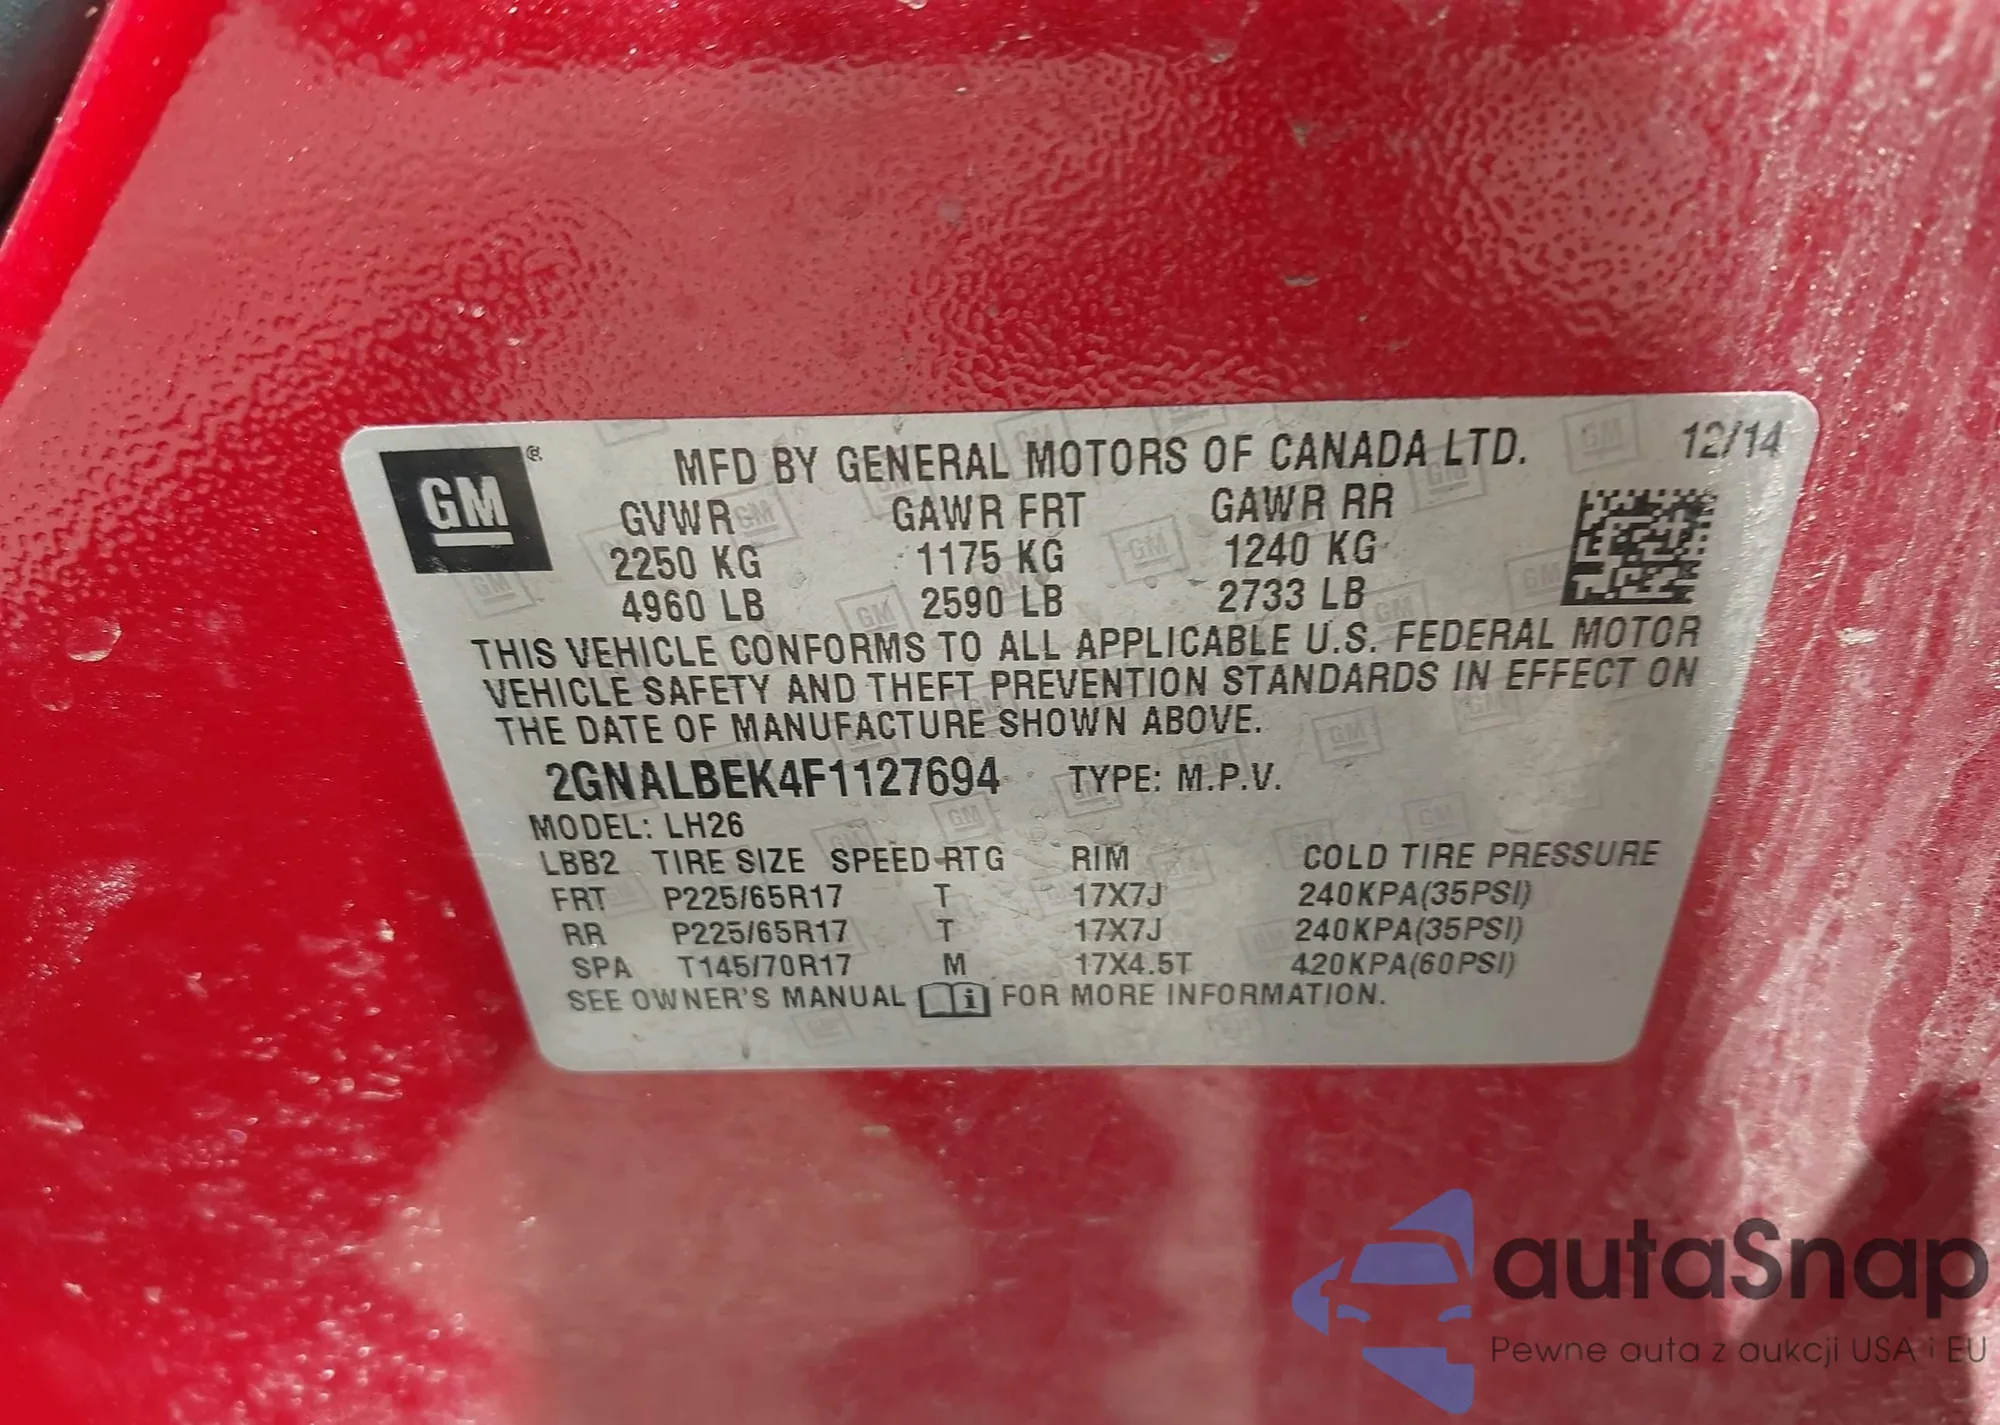 GM ®
MFD BY GENERAL MOTORS OF CANADA LTD. 12/14
GVWR GAWR FRT GAWR RR
2250 KG 1175 KG 1240 KG
4960 LB 2590 LB 2733 LB
THIS VEHICLE CONFORMS TO ALL APPLICABLE U.S. FEDERAL MOTOR
VEHICLE SAFETY AND THEFT PREVENTION STANDARDS IN EFFECT ON
THE DATE OF MANUFACTURE SHOWN ABOVE.
2GNALBEK4F1127694 TYPE: M.P.V.
MODEL: LH26
LBB2 TIRE SIZE SPEED RTG RIM COLD TIRE PRESSURE
FRT P225/65R17 T 17X7J 240KPA(35PSI)
RR P225/65R17 T 17X7J 240KPA(35PSI)
SPA T145/70R17 M 17X4.5T 420KPA(60PSI)
SEE OWNER'S MANUAL i FOR MORE INFORMATION.
autaSnap
Pewne auta z aukcji USA i EU